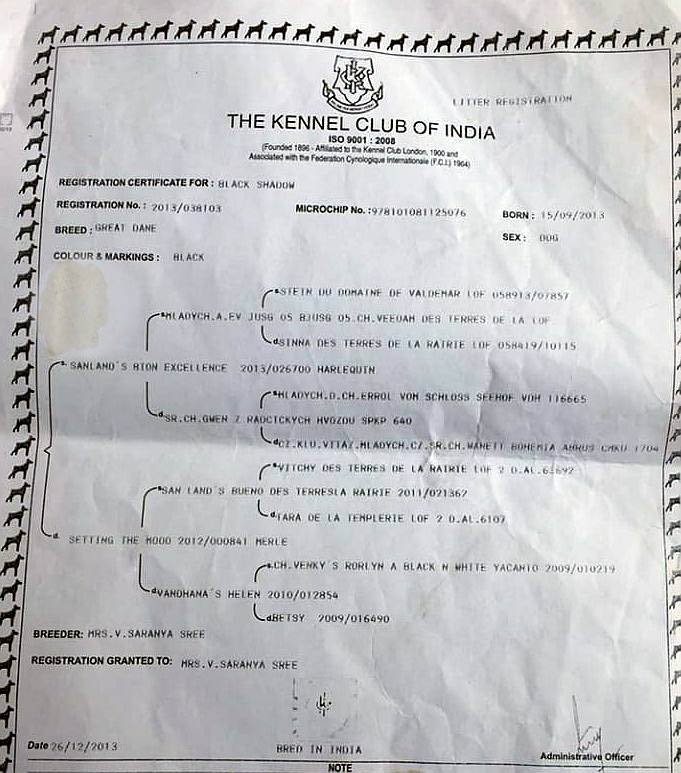 LITTER REGISTRATION
THE KENNEL CLUB OF INDIA
ISO 9001 : 2008
(Founded 1896 - Affiliated to the Kennel Club London, 1900 and
Associated with the Federation Cynologique Internationale (F.C.I.) 1964)
REGISTRATION CERTIFICATE FOR : BLACK SHADOW
REGISTRATION No. : 2013/038103 MICROCHIP No. : 978101081125076 BORN : 15/09/2013
BREED : GREAT DANE SEX : DOG
COLOUR & MARKINGS : BLACK
s STEIN DU DOMAINE DE VALDEMAR LOF 058913/07857
s MLADYCH.A.EV JUSG 05 BJUSG 05.CH.VEEDAM DES TERRES DE LA LOF
d SINNA DES TERRES DE LA RAIRIE LOF 058419/10115
s. SANLAND'S BION EXCELLENCE 2013/026700 HARLEQUIN
s MLADYCH.D.CH.ERROL VOM SCHLOSS SEEHOF VDH 116665
d SR.CH.GWEN Z RADCTCKYCH HVOZDU SPKP 640
d CZ.KLU.VITAZ.MLADYCH.CZ.SR.CH.WANETT BOHEMIA CMKU 1704
s VITCHY DES TERRES DE LA RAIRIE LOF 2 D.AL.63692
s SAN LAND'S BUENO DES TERRESLA RAIRIE 2011/021362
d TARA DE LA TEMPLERIE LOF 2 D.AL.6107
d. SETTING THE MOOD 2012/000841 MERLE
s.CH.VENKY'S RORLYN A BLACK N WHITE YACANTO 2009/010219
d VANDHANA'S HELEN 2010/012854
d BETSY 2009/016490
BREEDER: MRS.V.SARANYA SREE
REGISTRATION GRANTED TO: MRS.V.SARANYA SREE
Date 26/12/2013 BRED IN INDIA Administrative Officer
NOTE